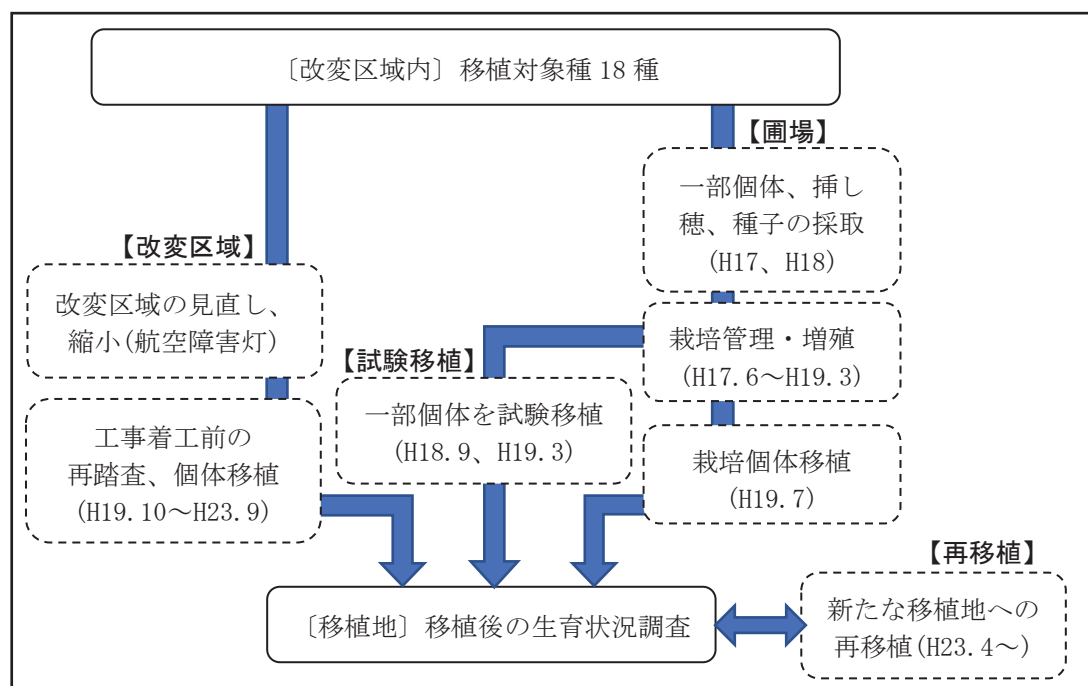 〔改変区域内〕移植対象種 18 種
【圃場】
一部個体、挿し
穂、種子の採取
(H17、H18)
【改変区域】
改変区域の見直し、
縮小(航空障害灯)
栽培管理・増殖
(H17.6～H19.3)
【試験移植】
一部個体を試験移植
(H18.9、H19.3)
工事着工前の
再踏査、個体移植
(H19.10～H23.9)
栽培個体移植
(H19.7)
【再移植】
〔移植地〕移植後の生育状況調査
新たな移植地への
再移植(H23.4～)